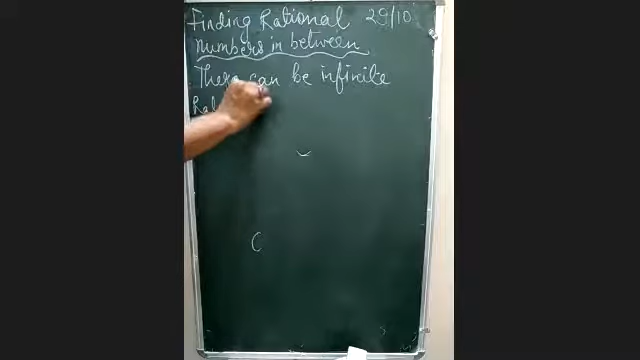 Finding Rational 29/10
Numbers in between
There can be infinite